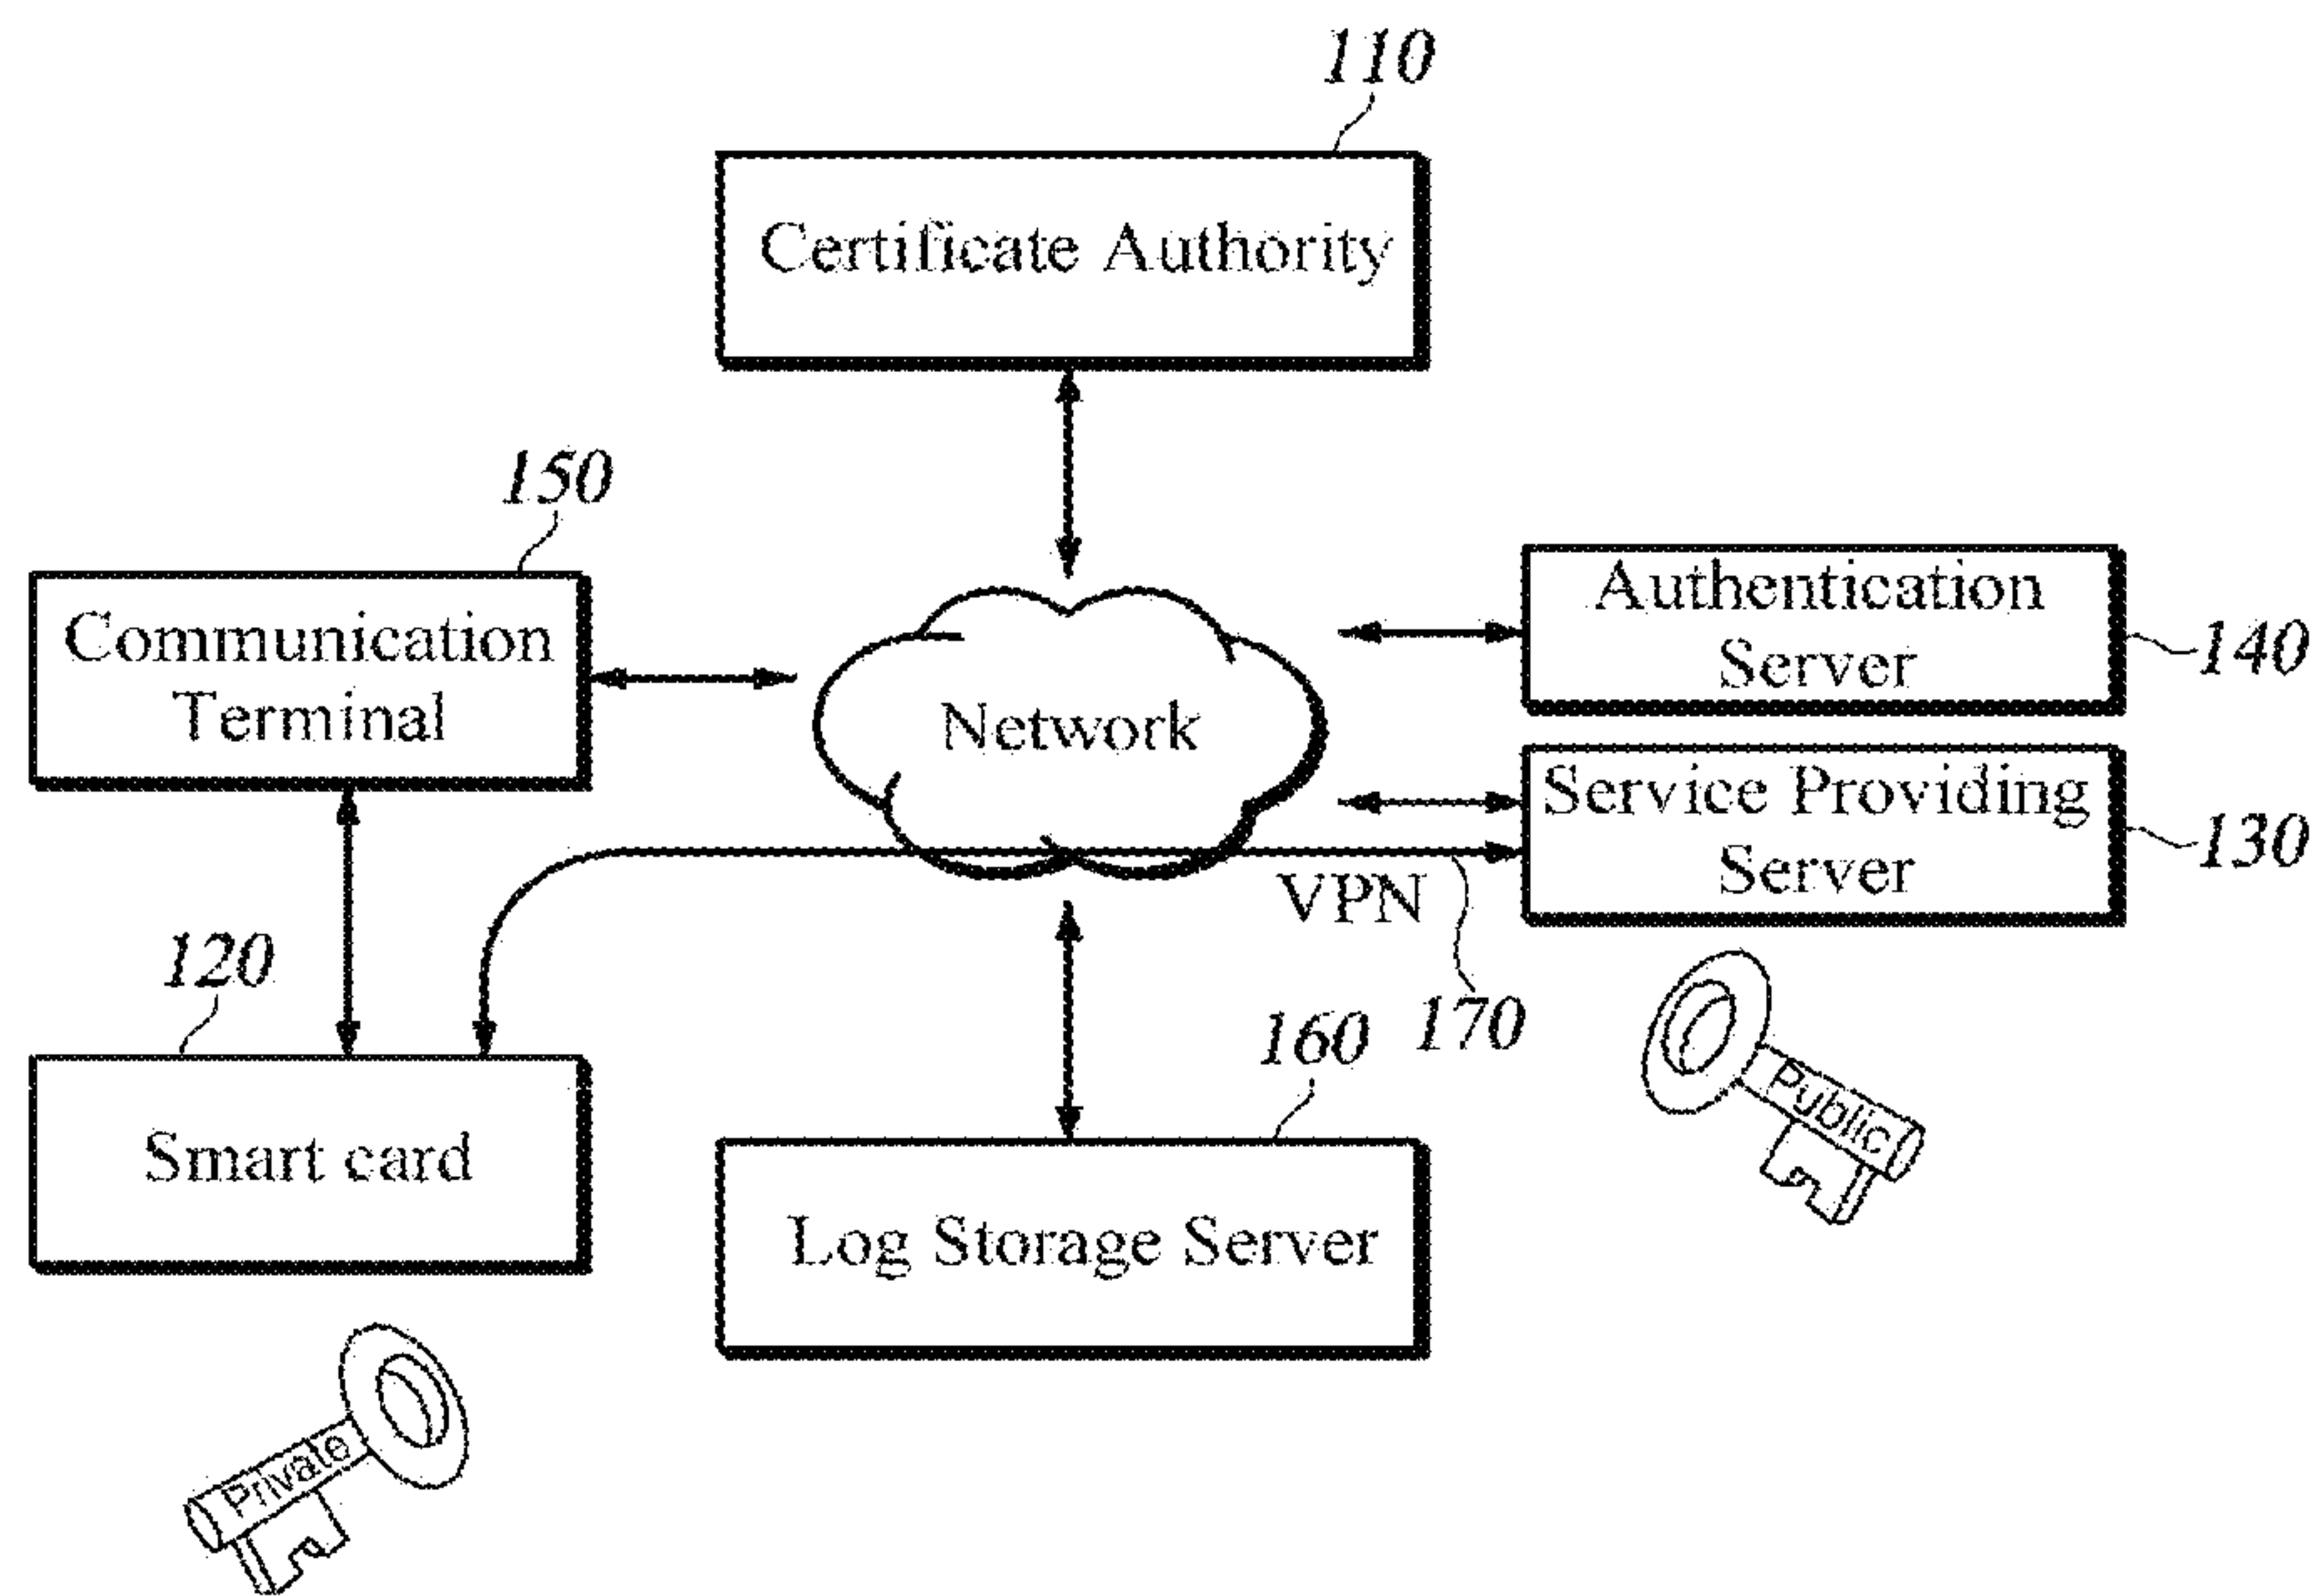 110
Certificate Authority
150
Communication
Terminal
Network
Authentication
Server
140
Service Providing
Server
130
VPN
170
120
Smart card
160
Log Storage Server
Public
Private